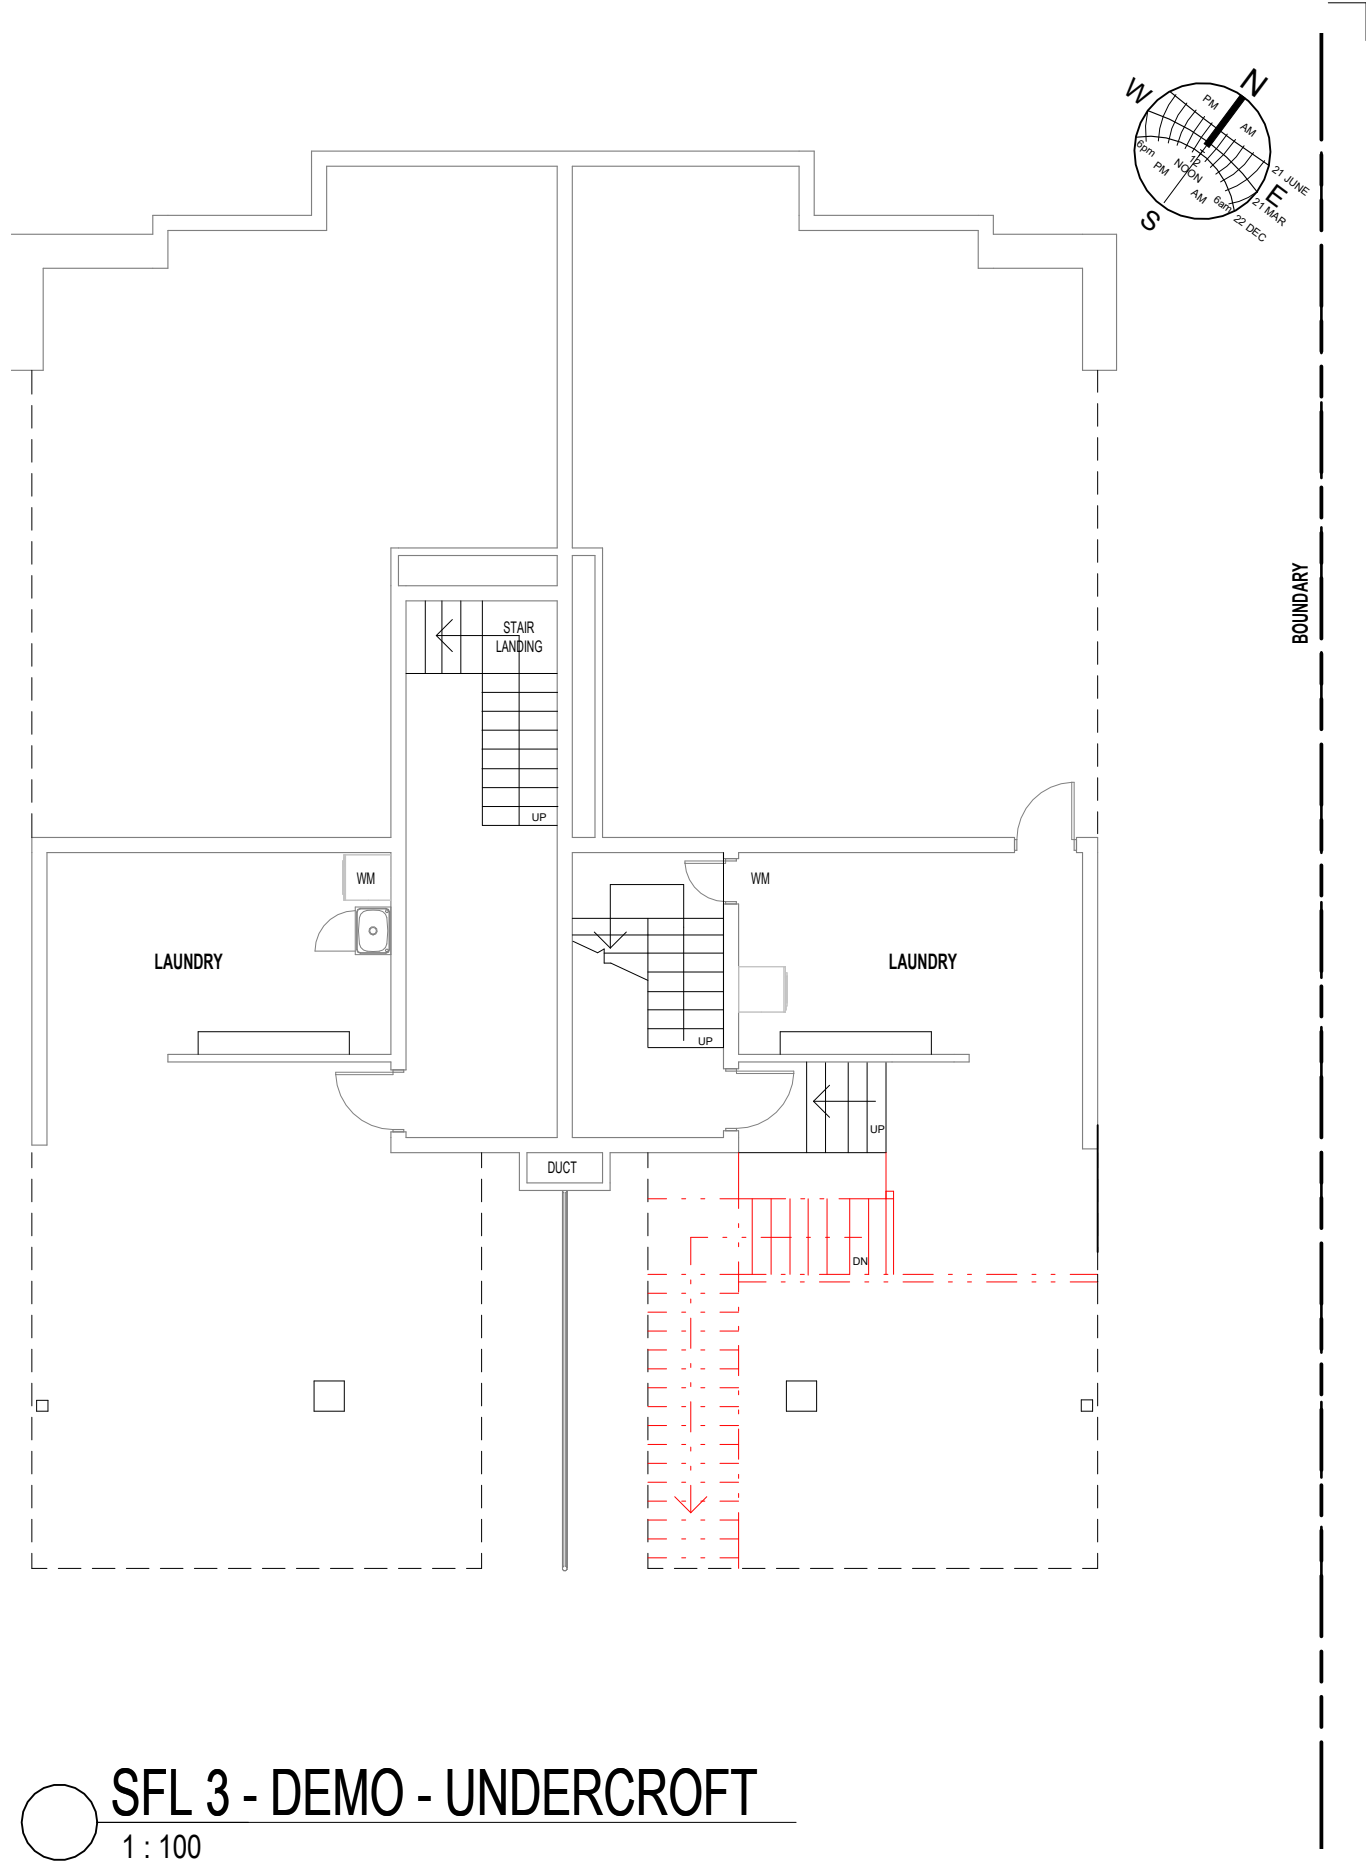 N
W
PM
AM
6pm
12
NOON
PM
AM
6am
21 JUNE
E
21 MAR
22 DEC
S
BOUNDARY
STAIR
LANDING
UP
WM
WM
LAUNDRY
LAUNDRY
UP
UP
DUCT
DN
SFL 3 - DEMO - UNDERCROFT
1 : 100